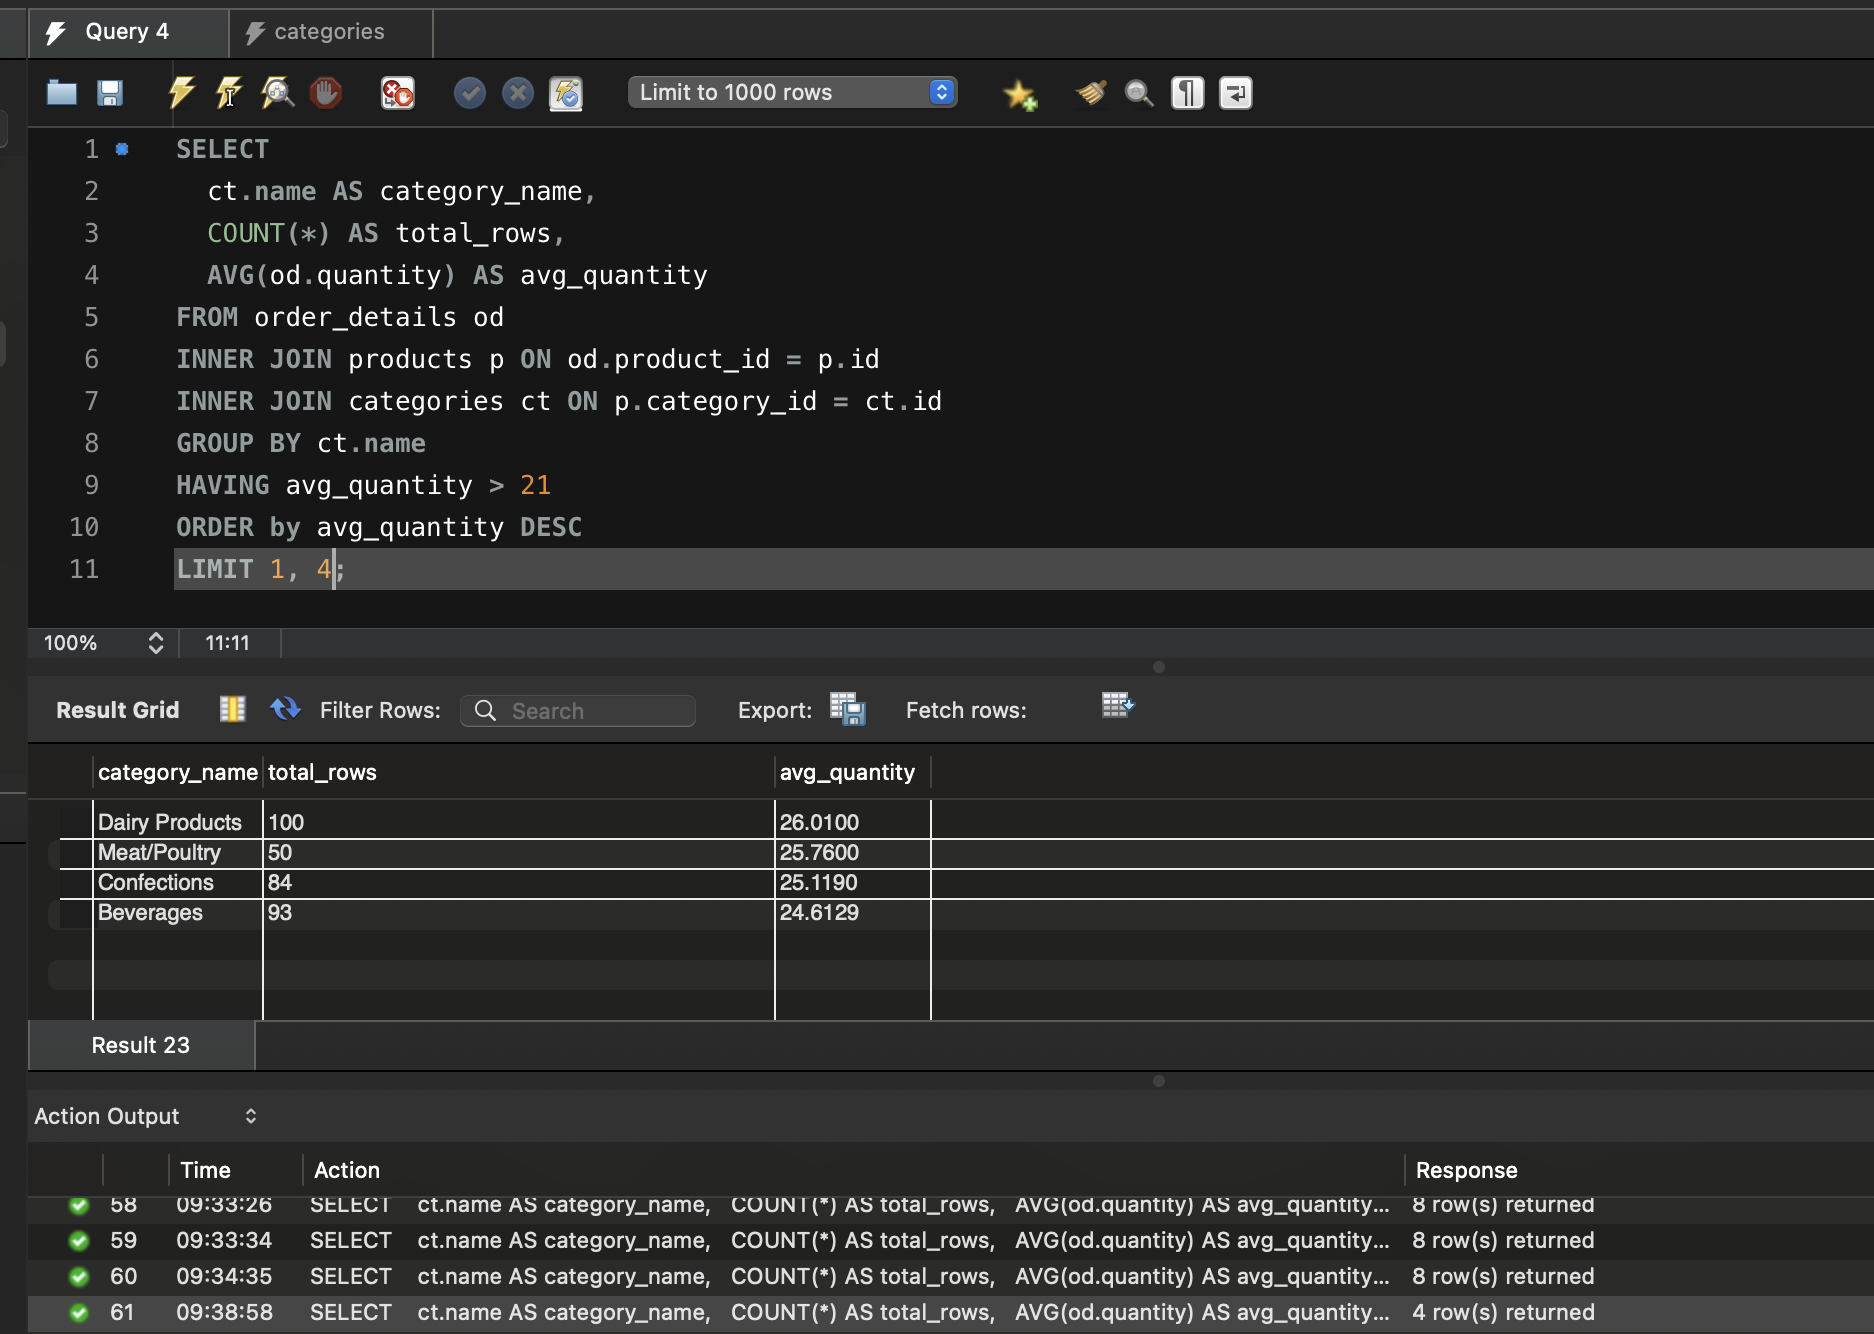 Query 4
categories
Limit to 1000 rows
1 SELECT
2 ct.name AS category_name,
3 COUNT(*) AS total_rows,
4 AVG(od.quantity) AS avg_quantity
5 FROM order_details od
6 INNER JOIN products p ON od.product_id = p.id
7 INNER JOIN categories ct ON p.category_id = ct.id
8 GROUP BY ct.name
9 HAVING avg_quantity > 21
10 ORDER by avg_quantity DESC
11 LIMIT 1, 4;
100% 11:11
Result Grid Filter Rows: Search Export: Fetch rows:
category_name total_rows avg_quantity
Dairy Products 100 26.0100
Meat/Poultry 50 25.7600
Confections 84 25.1190
Beverages 93 24.6129
Result 23
Action Output
Time Action Response
58 09:33:26 SELECT ct.name AS category_name, COUNT(*) AS total_rows, AVG(od.quantity) AS avg_quantity... 8 row(s) returned
59 09:33:34 SELECT ct.name AS category_name, COUNT(*) AS total_rows, AVG(od.quantity) AS avg_quantity... 8 row(s) returned
60 09:34:35 SELECT ct.name AS category_name, COUNT(*) AS total_rows, AVG(od.quantity) AS avg_quantity... 8 row(s) returned
61 09:38:58 SELECT ct.name AS category_name, COUNT(*) AS total_rows, AVG(od.quantity) AS avg_quantity... 4 row(s) returned